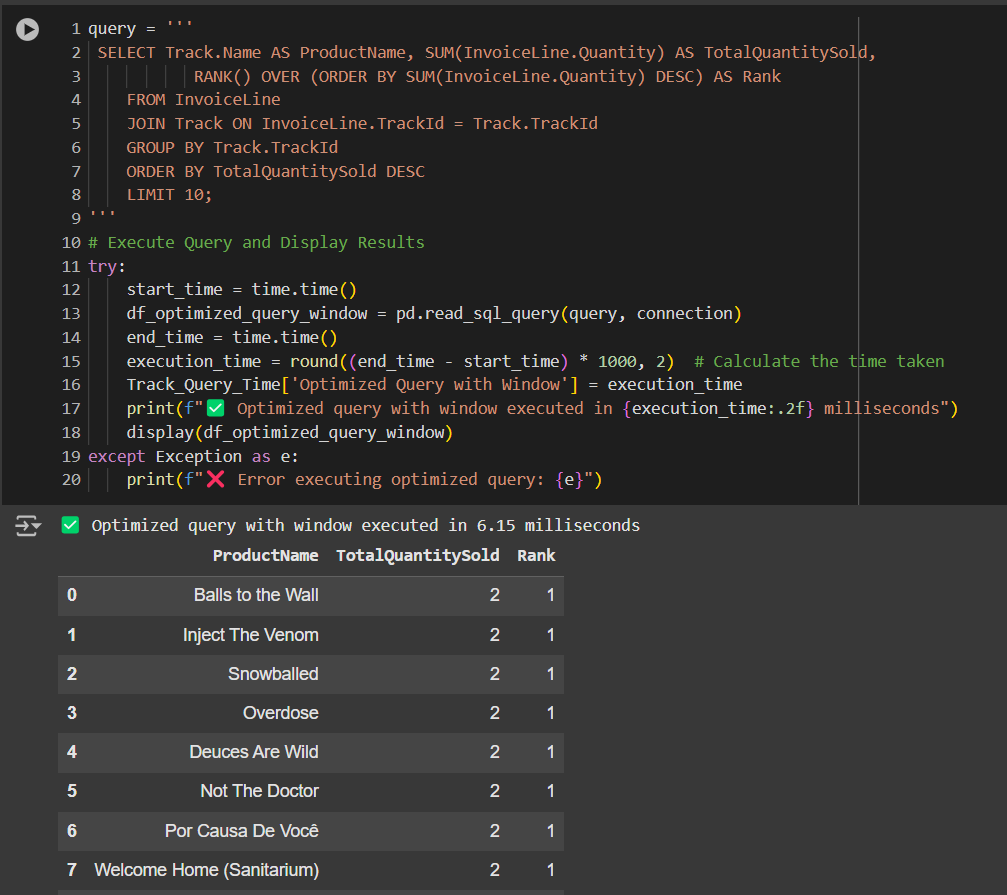 1 query = '''
2 SELECT Track.Name AS ProductName, SUM(InvoiceLine.Quantity) AS TotalQuantitySold,
3 RANK() OVER (ORDER BY SUM(InvoiceLine.Quantity) DESC) AS Rank
4 FROM InvoiceLine
5 JOIN Track ON InvoiceLine.TrackId = Track.TrackId
6 GROUP BY Track.TrackId
7 ORDER BY TotalQuantitySold DESC
8 LIMIT 10;
9 '''
10 # Execute Query and Display Results
11 try:
12 start_time = time.time()
13 df_optimized_query_window = pd.read_sql_query(query, connection)
14 end_time = time.time()
15 execution_time = round((end_time - start_time) * 1000, 2)  # Calculate the time taken
16 Track_Query_Time['Optimized Query with Window'] = execution_time
17 print(f"✅ Optimized query with window executed in {execution_time:.2f} milliseconds")
18 display(df_optimized_query_window)
19 except Exception as e:
20 print(f"❌ Error executing optimized query: {e}")
✅ Optimized query with window executed in 6.15 milliseconds
ProductName TotalQuantitySold Rank
0 Balls to the Wall 2 1
1 Inject The Venom 2 1
2 Snowballed 2 1
3 Overdose 2 1
4 Deuces Are Wild 2 1
5 Not The Doctor 2 1
6 Por Causa De Você 2 1
7 Welcome Home (Sanitarium) 2 1